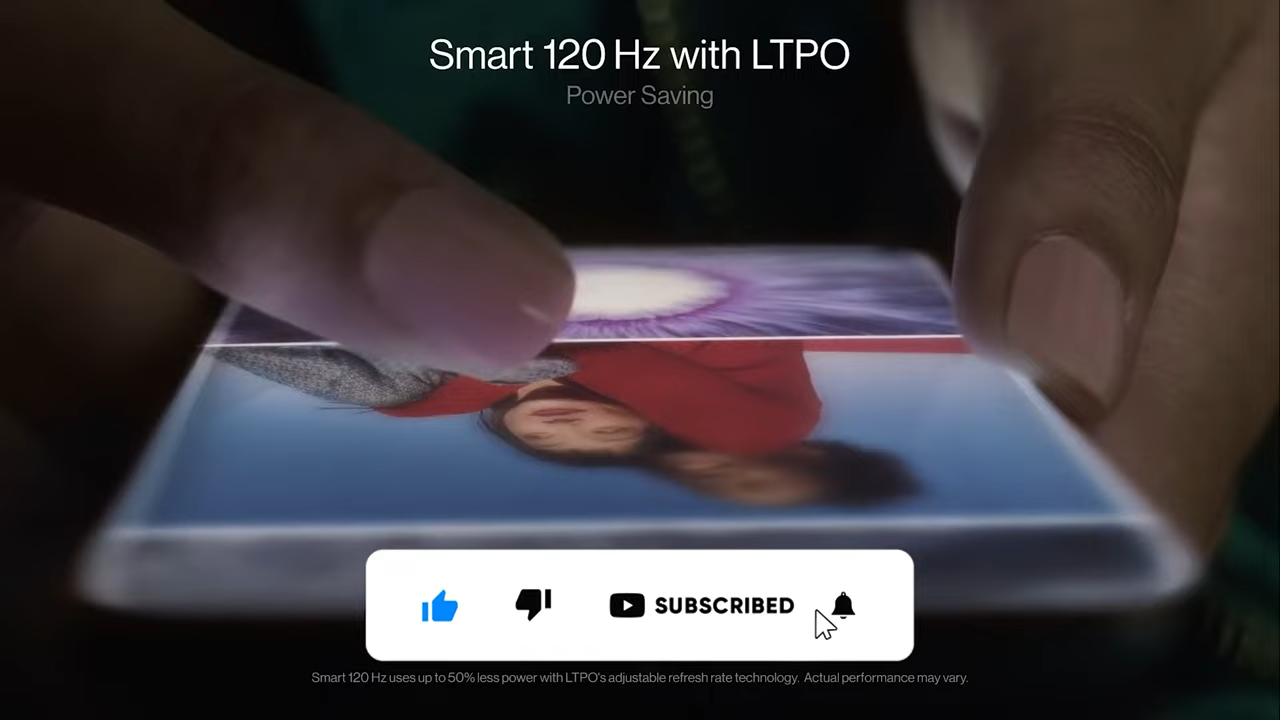 Smart 120 Hz with LTPO
Power Saving
SUBSCRIBED
Smart 120 Hz uses up to 50% less power with LTPO's adjustable refresh rate technology. Actual performance may vary.